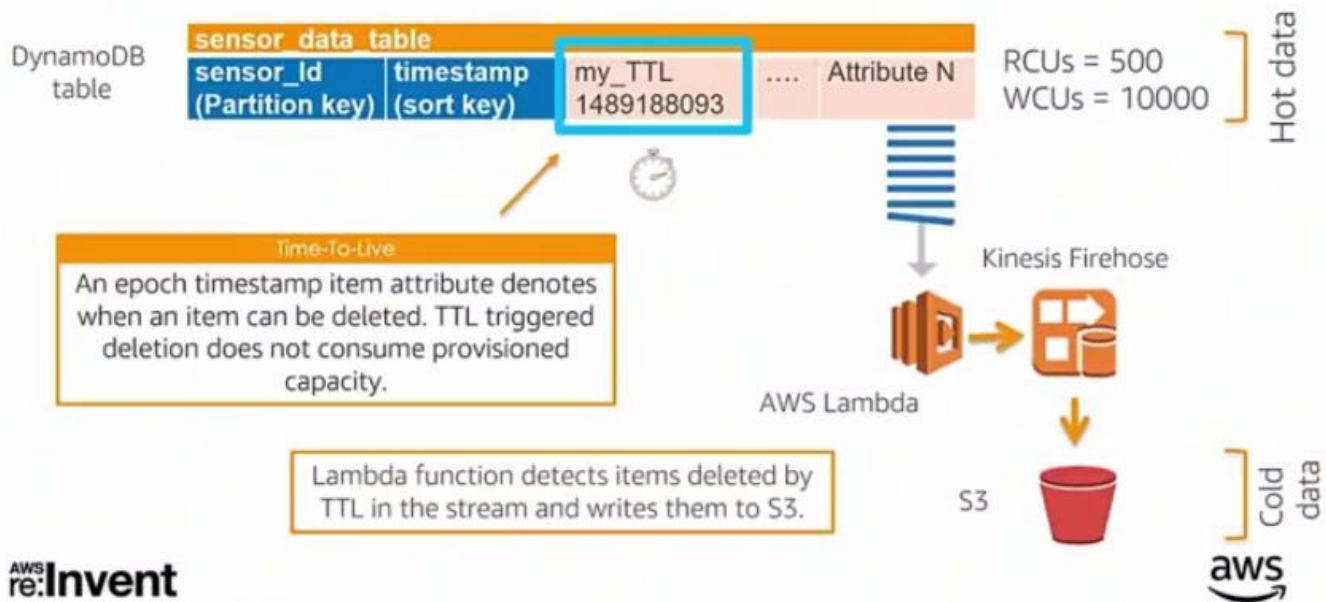 DynamoDB
table
sensor_data_table
sensor_Id
(Partition key)
timestamp
(sort key)
my_TTL
1489188093
....
Attribute N
RCUs = 500
WCUs = 10000
Hot data
Time-To-Live
An epoch timestamp item attribute denotes
when an item can be deleted. TTL triggered
deletion does not consume provisioned
capacity.
Kinesis Firehose
AWS Lambda
Lambda function detects items deleted by
TTL in the stream and writes them to S3.
S3
Cold
data
AWS
re:Invent
aws